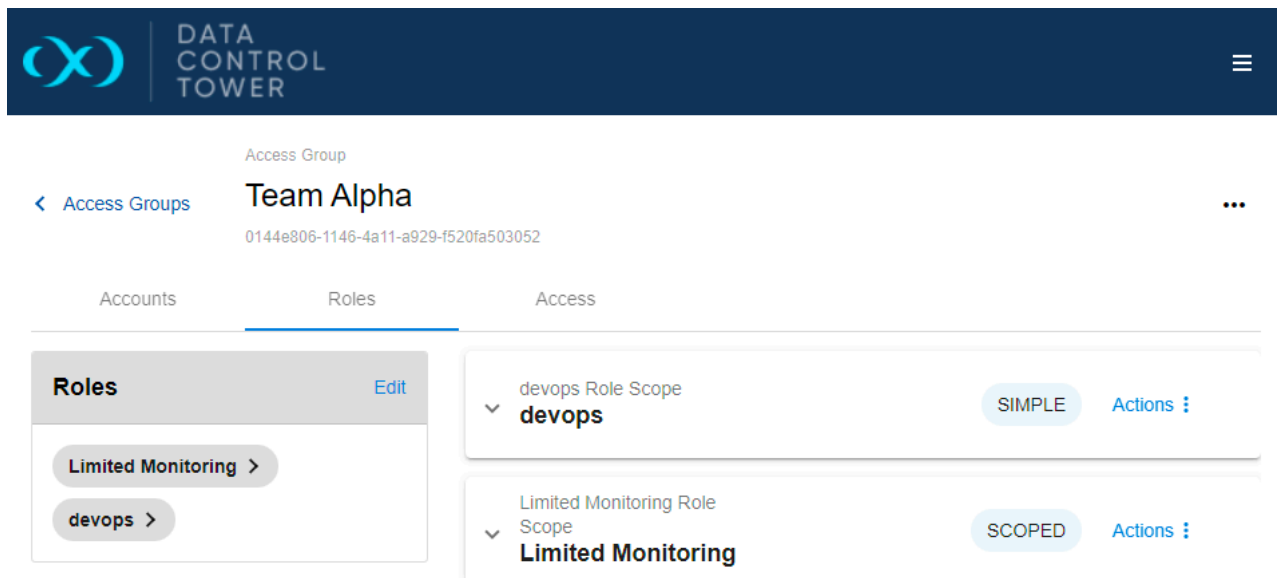 DATA
CONTROL
TOWER
Access Group
Access Groups
Team Alpha
0144e806-1146-4a11-a929-f520fa503052
Accounts
Roles
Access
Roles
Edit
Limited Monitoring
devops
devops Role Scope
devops
SIMPLE
Actions
Limited Monitoring Role
Scope
Limited Monitoring
SCOPED
Actions